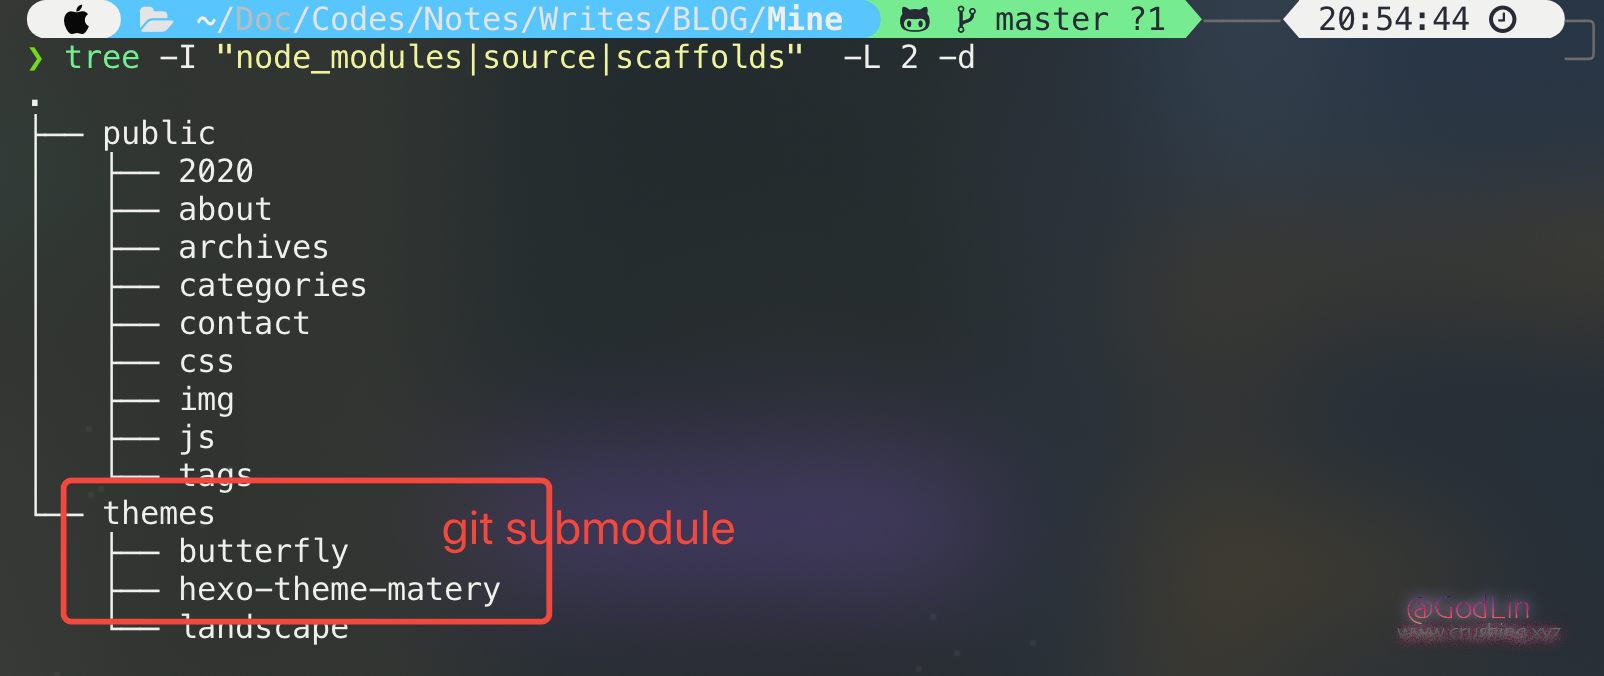 ~/Doc/Codes/Notes/Writes/BLOG/Mine master ?1 20:54:44
❯ tree -I "node_modules|source|scaffolds" -L 2 -d
.
├── public
│   ├── 2020
│   ├── about
│   ├── archives
│   ├── categories
│   ├── contact
│   ├── css
│   ├── img
│   ├── js
│   └── tags
└── themes
    ├── butterfly
    ├── hexo-theme-matery
    └── landscape
git submodule
@GodLin
www.crushing.xyz